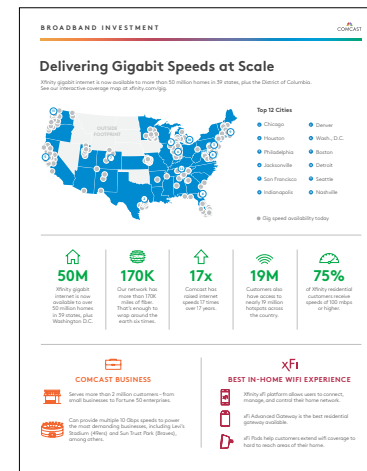 BROADBAND INVESTMENT
COMCAST
Delivering Gigabit Speeds at Scale
Xfinity gigabit internet is now available to more than 50 million homes in 39 states, plus the District of Columbia.
See our interactive coverage map at xfinity.com/gig.
OUTSIDE
FOOTPRINT
Top 12 Cities
Chicago
Denver
Houston
Wash., D.C.
Philadelphia
Boston
Jacksonville
Detroit
San Francisco
Seattle
Indianapolis
Nashville
Gig speed availability today
50M
Xfinity gigabit
internet is now
available to over
50 million homes
in 39 states, plus
Washington D.C.
170K
Our network has
more than 170K
miles of fiber.
That's enough to
wrap around the
earth six times.
17x
Comcast has
raised internet
speeds 17 times
over 17 years.
19M
Customers also
have access to
nearly 19 million
hotspots across
the country.
75%
of Xfinity residential
customers receive
speeds of 100 mbps
or higher.
COMCAST BUSINESS
Serves more than 2 million customers - from
small businesses to fortune 50 enterprises.
Can provide multiple 10 Gbps speeds to power
the most demanding businesses, including Levi's
Stadium (49ers) and Sun Trust Park (Braves),
among others.
xFi
BEST IN-HOME WIFI EXPERIENCE
Xfinity xFi platform allows users to connect,
manage, and control their home network.
xFi Advanced Gateway is the best residential
gateway available.
xFi Pods help customers extend wifi coverage to
hard to reach areas of their home.